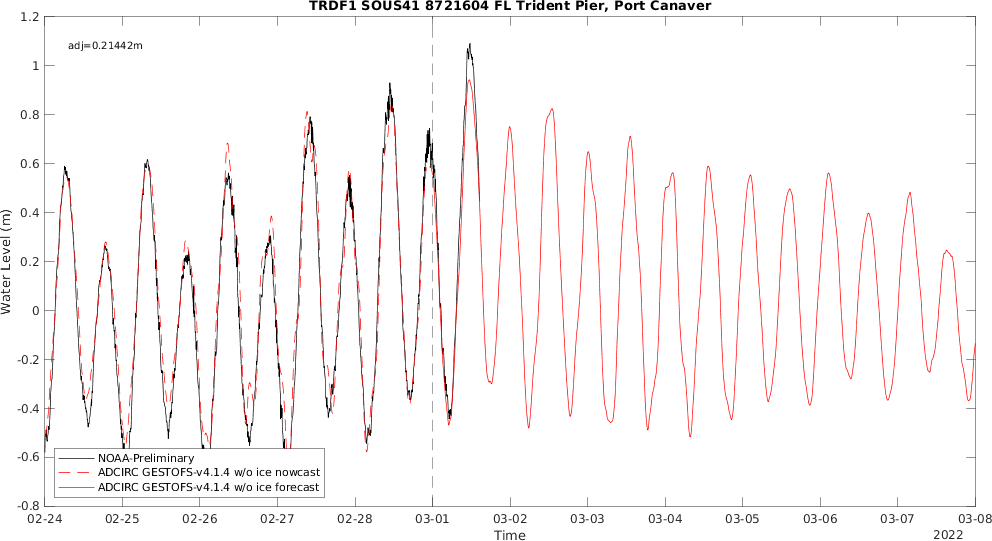 TRDF1 SOUS41 8721604 FL Trident Pier, Port Canaver
adj=0.21442m
1.2
1
0.8
0.6
0.4
0.2
0
-0.2
-0.4
-0.6
-0.8
Water Level (m)
NOAA-Preliminary
ADCIRC GESTOFS-v4.1.4 w/o ice nowcast
ADCIRC GESTOFS-v4.1.4 w/o ice forecast
02-24 02-25 02-26 02-27 02-28 03-01 03-02 03-03 03-04 03-05 03-06 03-07 03-08
Time
2022